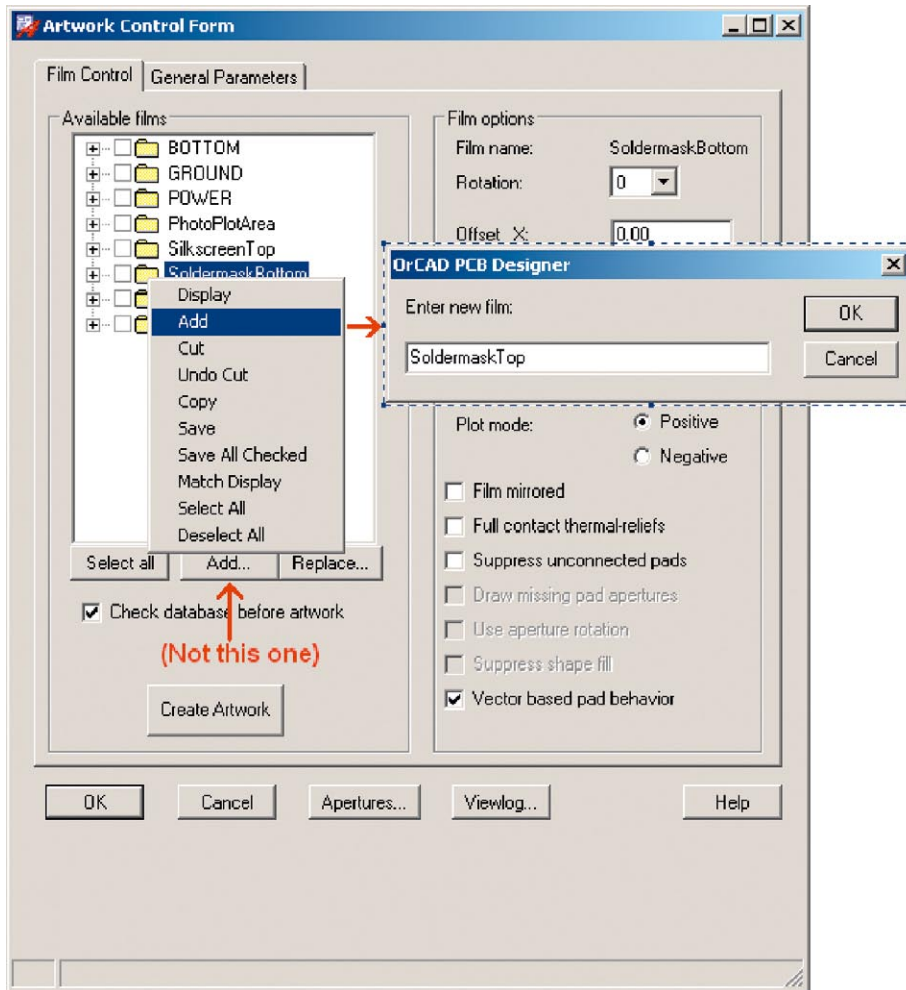 Artwork Control Form
Film Control
General Parameters
Available films
BOTTOM
GROUND
POWER
PhotoPlotArea
SilkscreenTop
SoldermaskBottom
Display
Add
Cut
Undo Cut
Copy
Save
Save All Checked
Match Display
Select All
Deselect All
Select all
Add...
Replace...
Check database before artwork
(Not this one)
Create Artwork
Film options
Film name: SoldermaskBottom
Rotation: 0
Offset X: 0.00
OrCAD PCB Designer
Enter new film:
SoldermaskTop
OK
Cancel
Plot mode: Positive
Negative
Film mirrored
Full contact thermal-reliefs
Suppress unconnected pads
Draw missing pad apertures
Use aperture rotation
Suppress shape fill
Vector based pad behavior
OK
Cancel
Apertures...
Viewlog...
Help